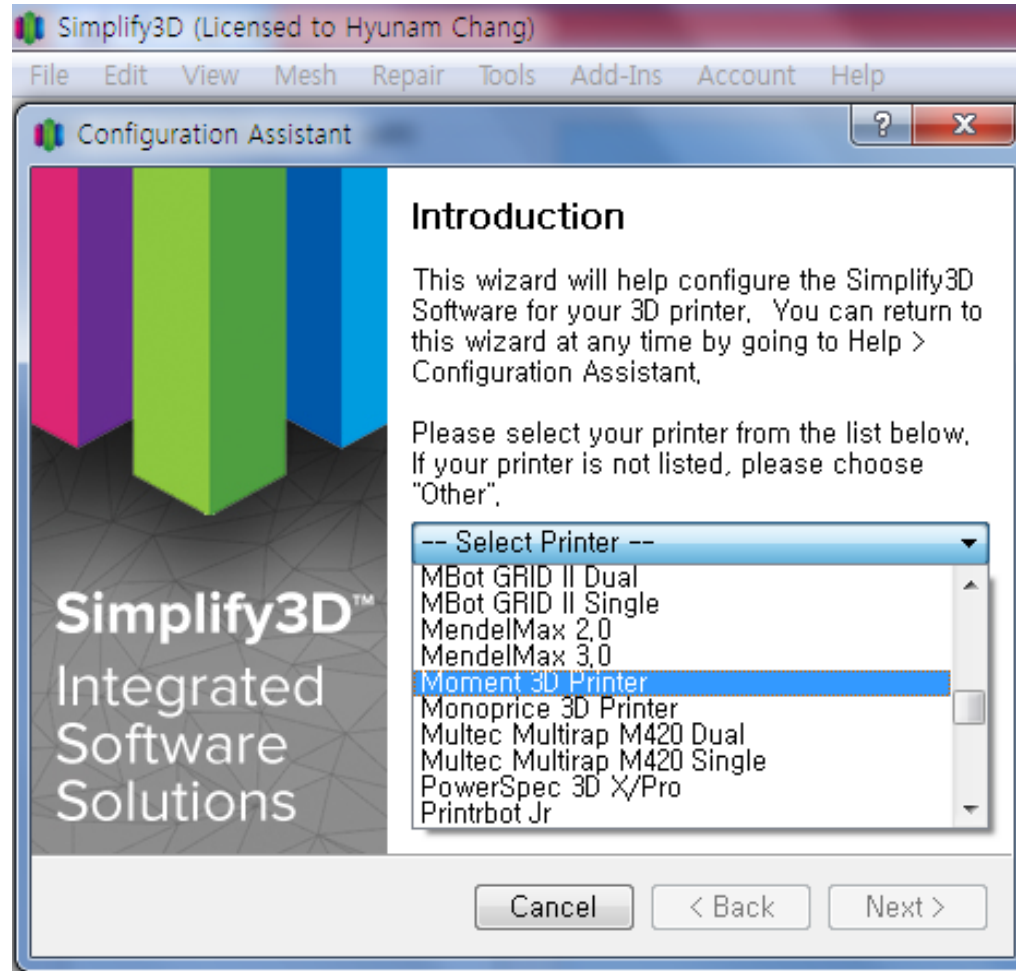 Simplify3D (Licensed to Hyunam Chang)
File Edit View Mesh Repair Tools Add-Ins Account Help
Configuration Assistant
Introduction
This wizard will help configure the Simplify3D
Software for your 3D printer. You can return to
this wizard at any time by going to Help >
Configuration Assistant.
Please select your printer from the list below.
If your printer is not listed, please choose
"Other".
-- Select Printer --
MBot GRID II Dual
MBot GRID II Single
MendelMax 2.0
MendelMax 3.0
Moment 3D Printer
Monoprice 3D Printer
Multec Multirap M420 Dual
Multec Multirap M420 Single
PowerSpec 3D X/Pro
Printrbot Jr
Simplify3D™
Integrated
Software
Solutions
Cancel < Back Next >